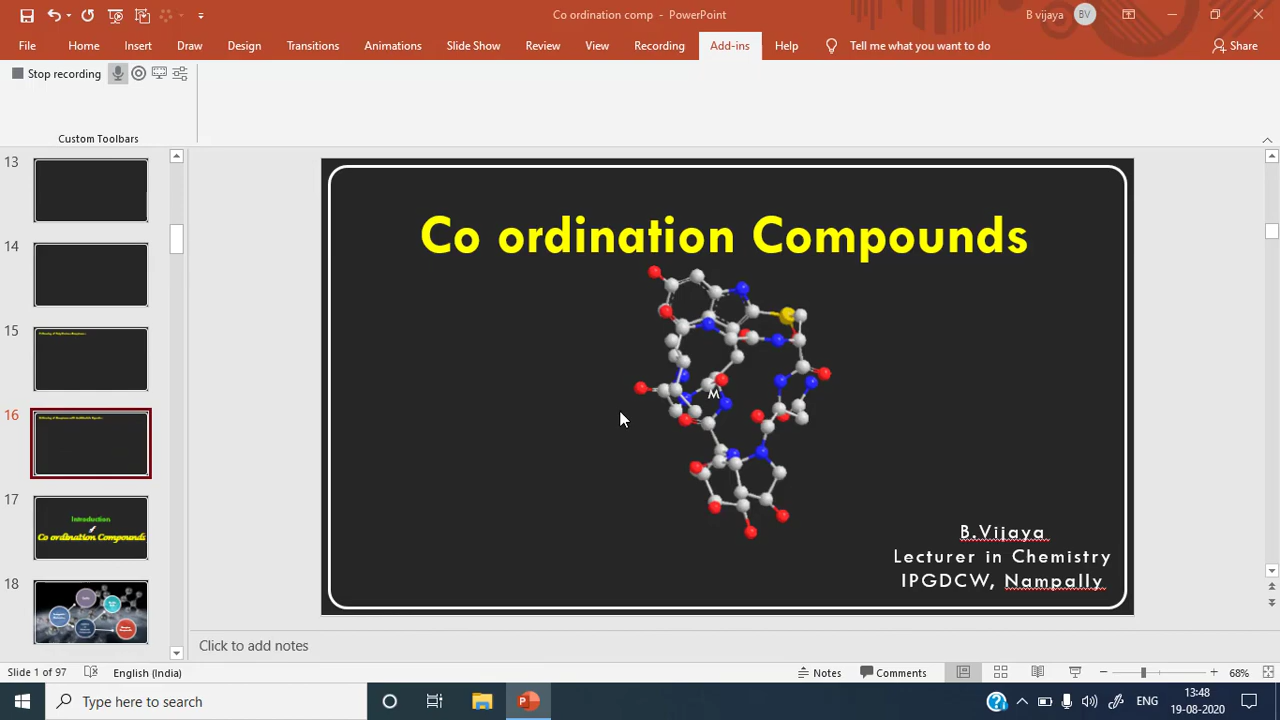 Co ordination comp - PowerPoint
B vijaya
BV
File Home Insert Draw Design Transitions Animations Slide Show Review View Recording Add-ins Help Tell me what you want to do Share
Stop recording
Custom Toolbars
13
14
15
16
17
Introduction
Co ordination Compounds
18
Co ordination Compounds
M
B.Vijaya
Lecturer in Chemistry
IPGDCW, Nampally
Click to add notes
Slide 1 of 97 English (India) Notes Comments 68%
Type here to search
ENG
13:48
19-08-2020